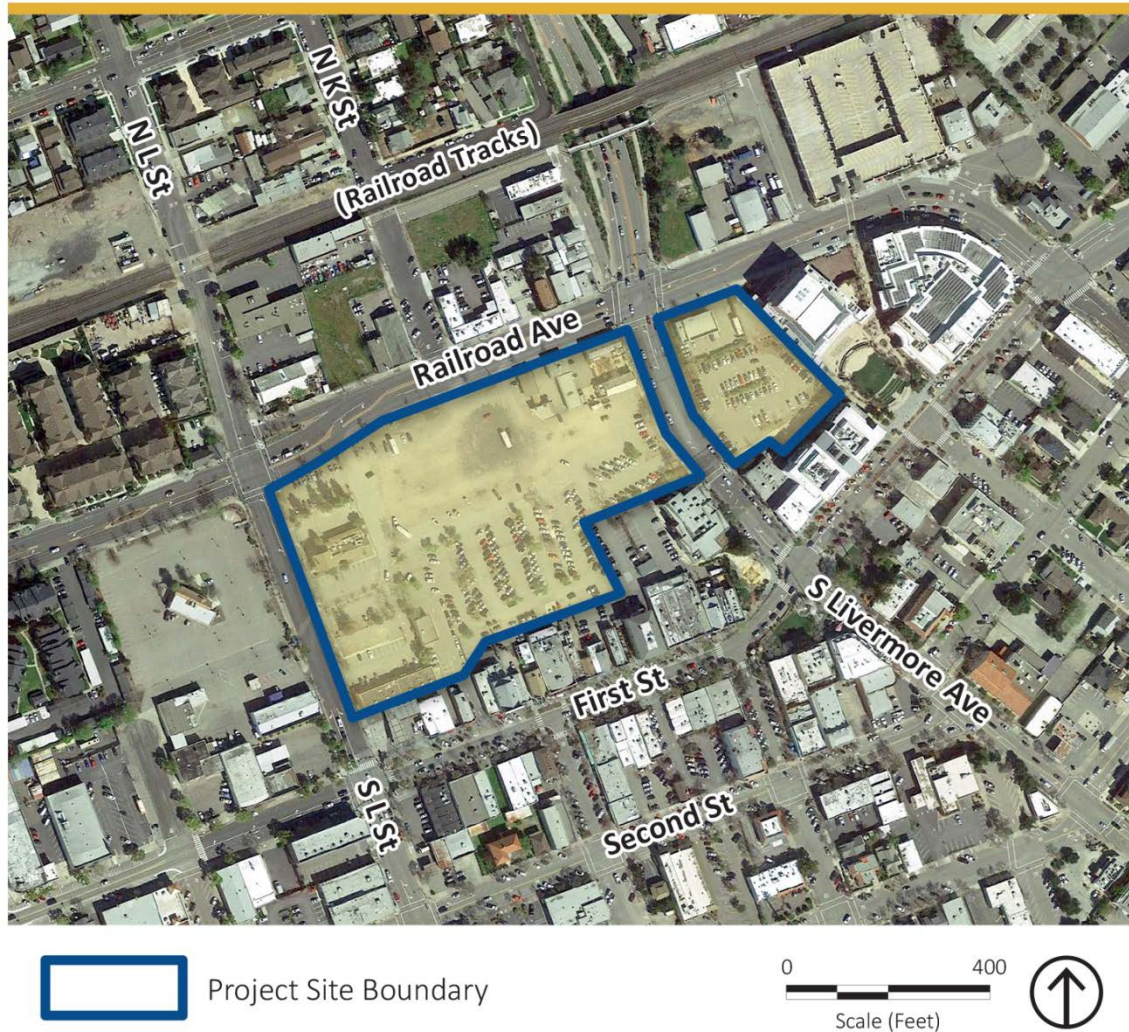 N L St
N K St
(Railroad Tracks)
Railroad Ave
S Livermore Ave
First St
Second St
S L St
Project Site Boundary
0 400
Scale (Feet)